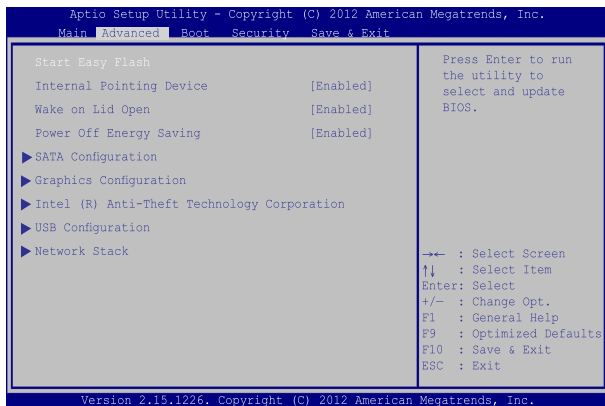 Aptio Setup Utility - Copyright (C) 2012 American Megatrends, Inc.
Main Advanced Boot Security Save & Exit
Start Easy Flash
Internal Pointing Device [Enabled]
Wake on Lid Open [Enabled]
Power Off Energy Saving [Enabled]
SATA Configuration
Graphics Configuration
Intel (R) Anti-Theft Technology Corporation
USB Configuration
Network Stack
Press Enter to run
the utility to
select and update
BIOS.
→← : Select Screen
↑↓ : Select Item
Enter: Select
+/— : Change Opt.
F1 : General Help
F9 : Optimized Defaults
F10 : Save & Exit
ESC : Exit
Version 2.15.1226. Copyright (C) 2012 American Megatrends, Inc.